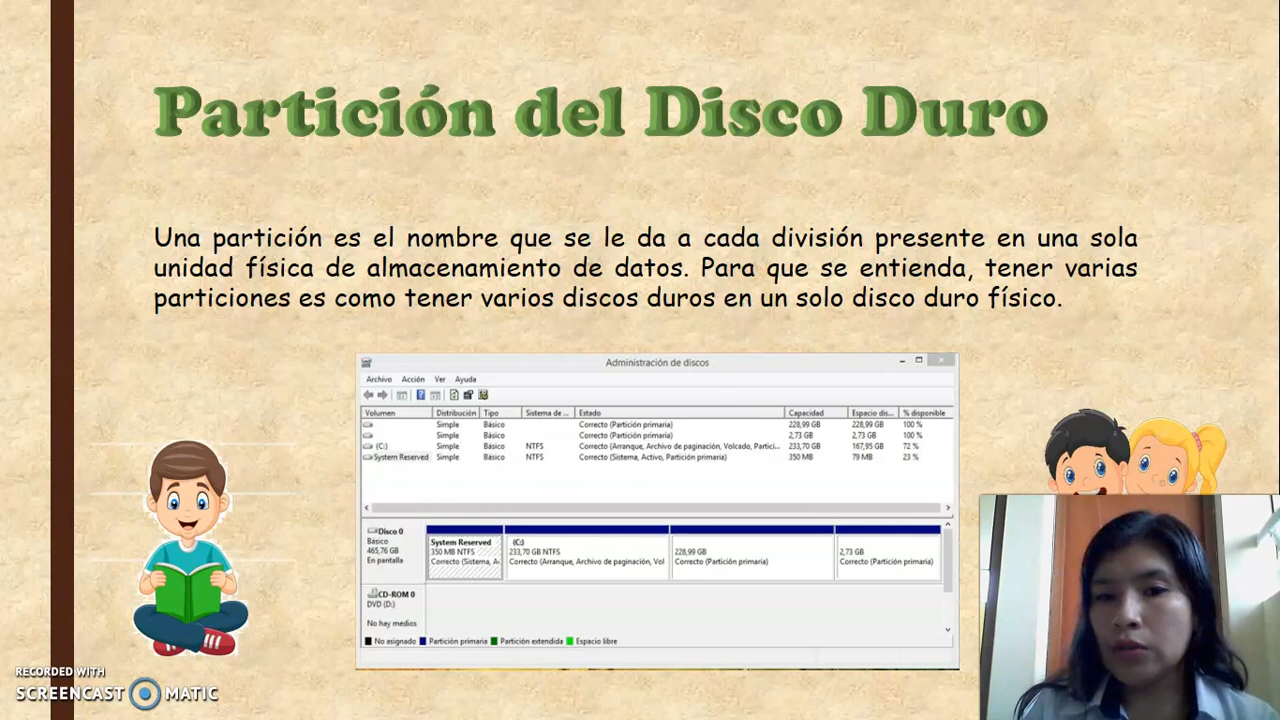 Partición del Disco Duro
Una partición es el nombre que se le da a cada división presente en una sola
unidad física de almacenamiento de datos. Para que se entienda, tener varias
particiones es como tener varios discos duros en un solo disco duro físico.
Administración de discos
Archivo Acción Ver Ayuda
Volumen Distribución Tipo Sistema de ... Estado Capacidad Espacio dis... % disponible
Simple Básico Correcto (Partición primaria) 228,99 GB 228,99 GB 100 %
Simple Básico Correcto (Partición primaria) 2,73 GB 2,73 GB 100 %
(C:) Simple Básico NTFS Correcto (Arranque, Archivo de paginación, Volcado, Partici... 233,70 GB 167,95 GB 72 %
System Reserved Simple Básico NTFS Correcto (Sistema, Activo, Partición primaria) 350 MB 79 MB 23 %
Disco 0
Básico
465,76 GB
En pantalla
System Reserved
350 MB NTFS
Correcto (Sistema, A
(C:)
233,70 GB NTFS
Correcto (Arranque, Archivo de paginación, Vol
228,99 GB
Correcto (Partición primaria)
2,73 GB
Correcto (Partición primaria)
CD-ROM 0
DVD (D:)
No hay medios
No asignado Partición primaria Partición extendida Espacio libre
RECORDED WITH
SCREENCAST MATIC